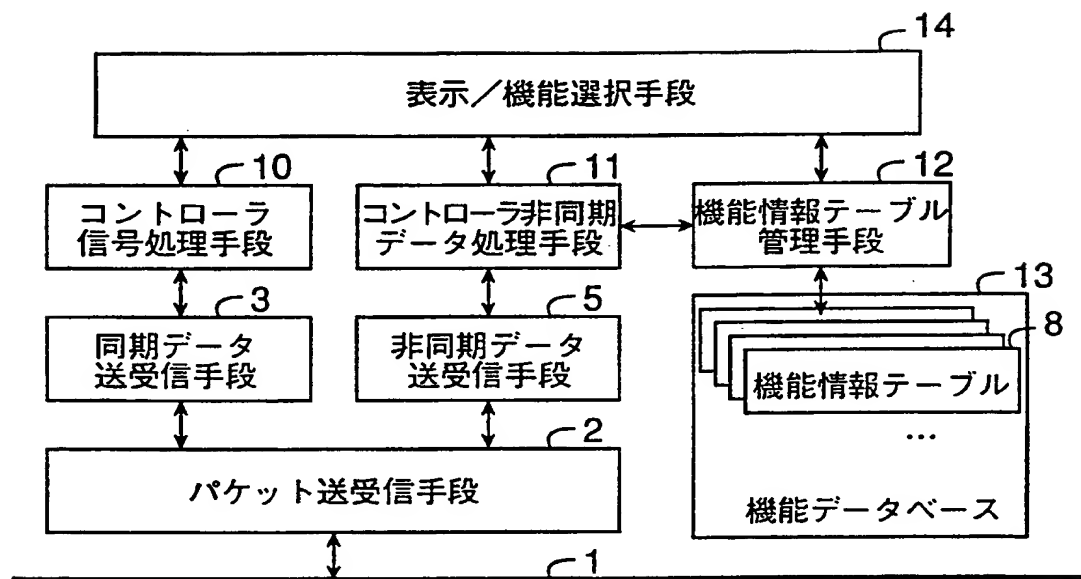 14
表示／機能選択手段
10
11
12
コントローラ
信号処理手段
コントローラ非同期
データ処理手段
機能情報テーブル
管理手段
3
5
13
同期データ
送受信手段
非同期データ
送受信手段
8
機能情報テーブル
…
2
パケット送受信手段
機能データベース
1